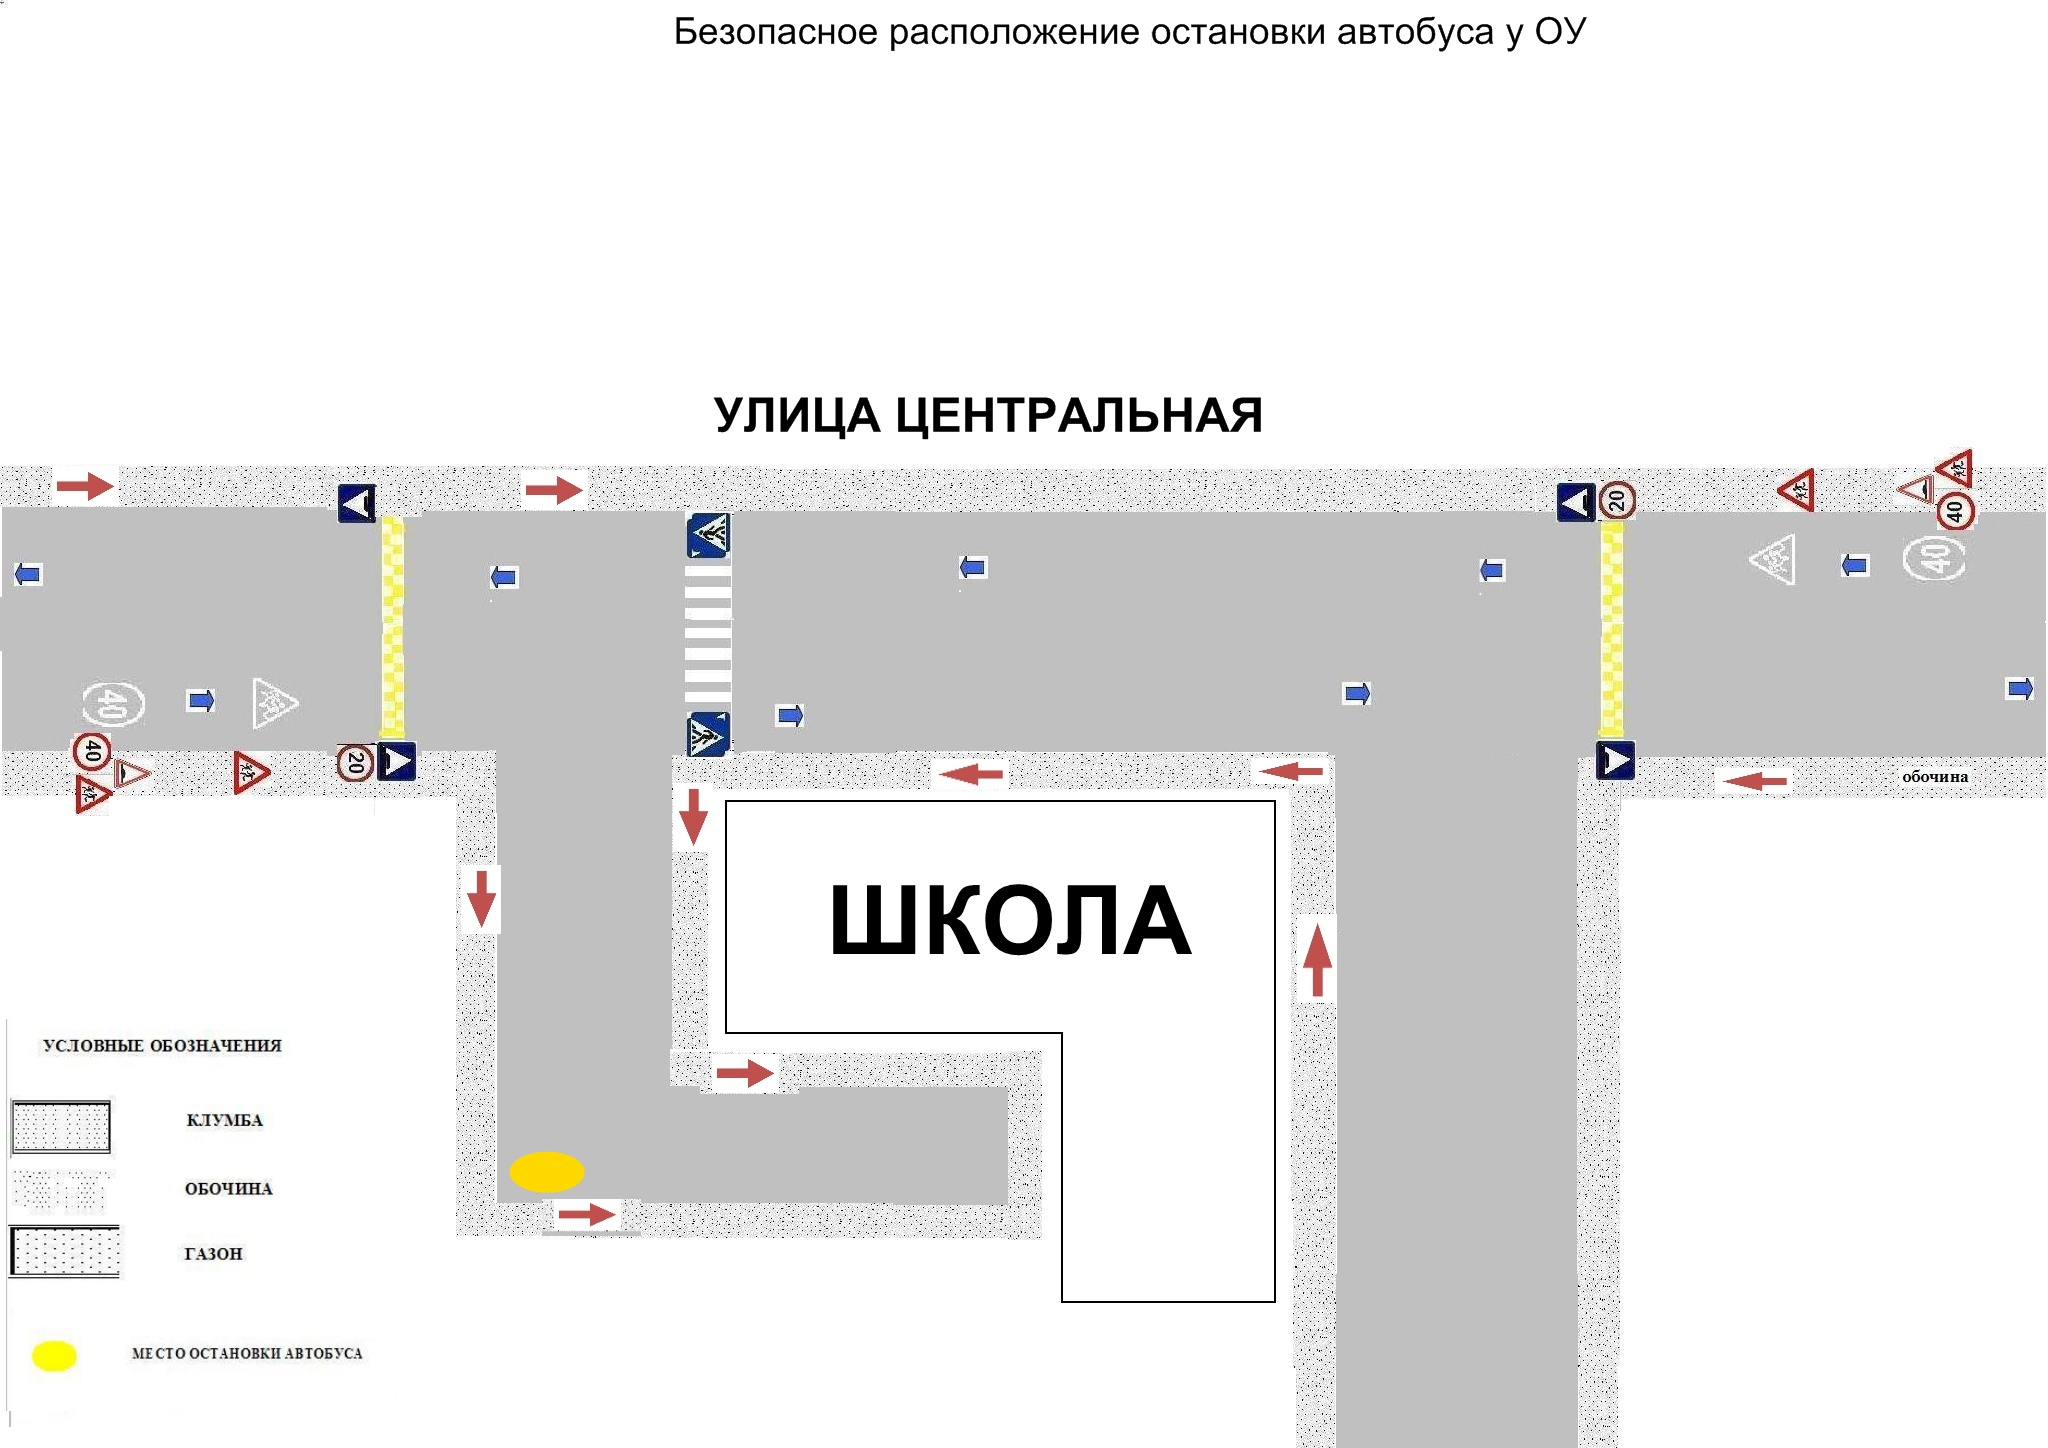 Безопасное расположение остановки автобуса у ОУ
УЛИЦА ЦЕНТРАЛЬНАЯ
20
40
40
40
40
20
обочина
ШКОЛА
УСЛОВНЫЕ ОБОЗНАЧЕНИЯ
КЛУМБА
ОБОЧИНА
ГАЗОН
МЕСТО ОСТАНОВКИ АВТОБУСА